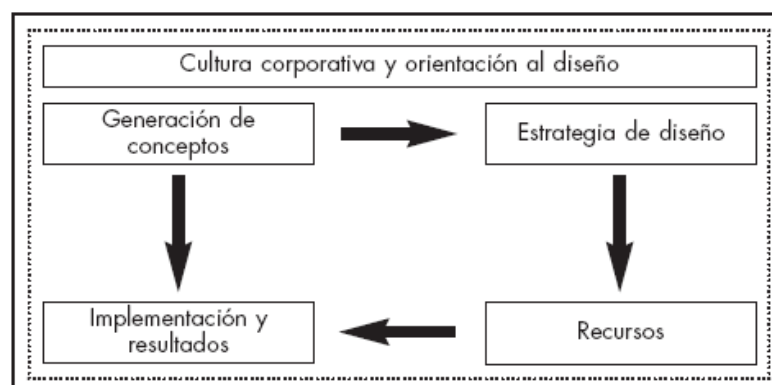 Cultura corporativa y orientación al diseño
Generación de
conceptos
Estrategia de diseño
Implementación y
resultados
Recursos